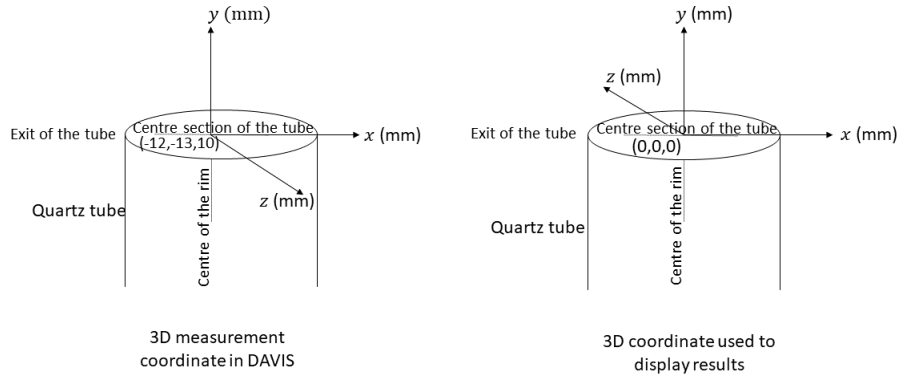 y (mm)
Centre section of the tube
(-12,-13,10)
Exit of the tube
x (mm)
z (mm)
Quartz tube
Centre of the rim
3D measurement
coordinate in DAVIS
y (mm)
z (mm)
Centre section of the tube
(0,0,0)
Exit of the tube
x (mm)
Quartz tube
Centre of the rim
3D coordinate used to
display results